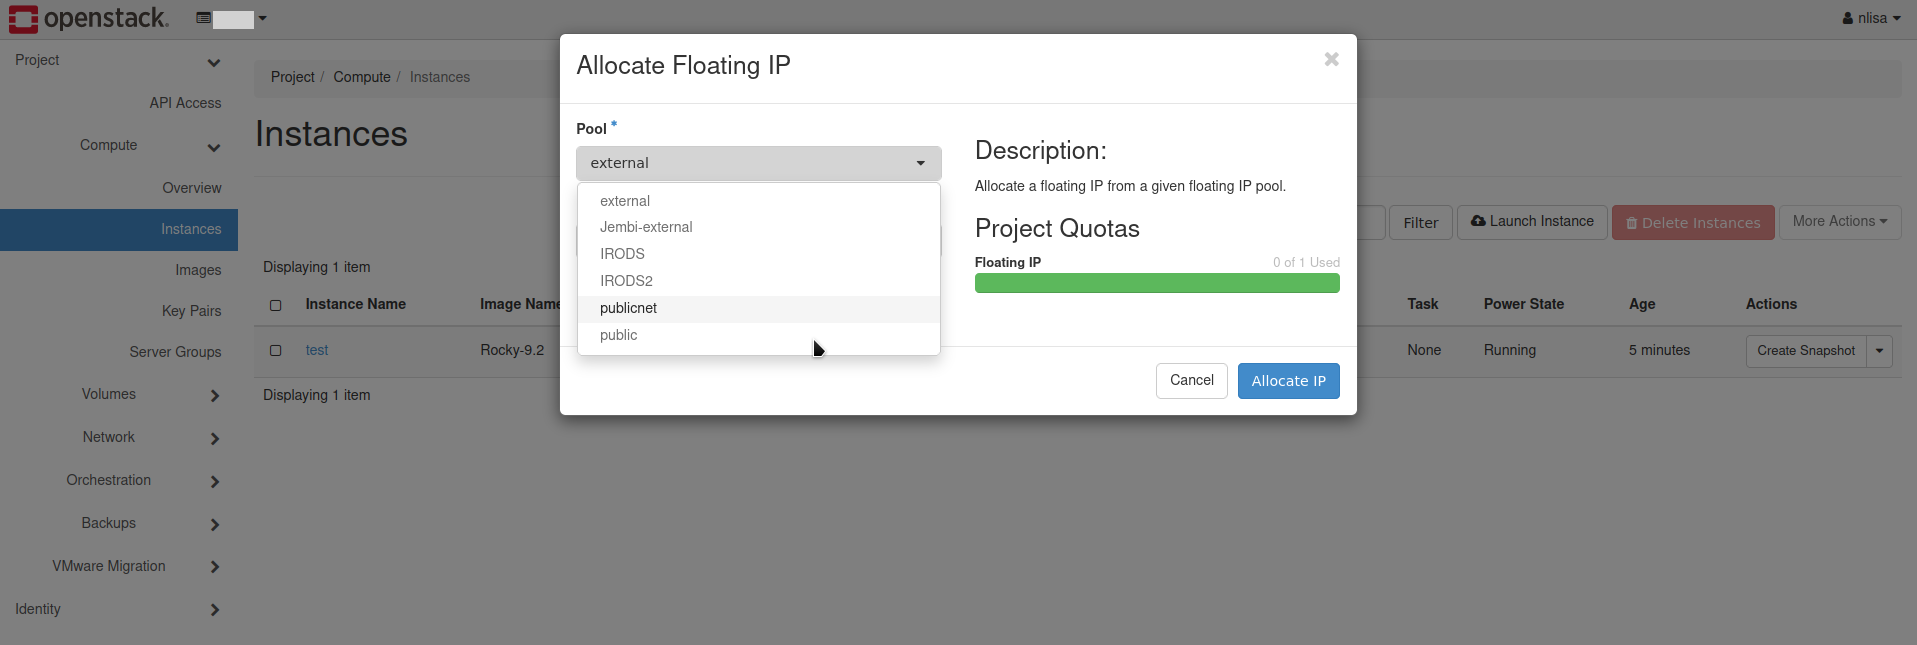 openstack.
nlisa
Project
API Access
Compute
Overview
Instances
Images
Key Pairs
Server Groups
Volumes
Network
Orchestration
Backups
VMware Migration
Identity
Project / Compute / Instances
Instances
Filter
Launch Instance
Delete Instances
More Actions
Displaying 1 item
Instance Name
Image Name
Task
Power State
Age
Actions
test
Rocky-9.2
None
Running
5 minutes
Create Snapshot
Displaying 1 item
Allocate Floating IP
×
Pool *
external
external
Jembi-external
IRODS
IRODS2
publicnet
public
Description:
Allocate a floating IP from a given floating IP pool.
Project Quotas
Floating IP
0 of 1 Used
Cancel
Allocate IP